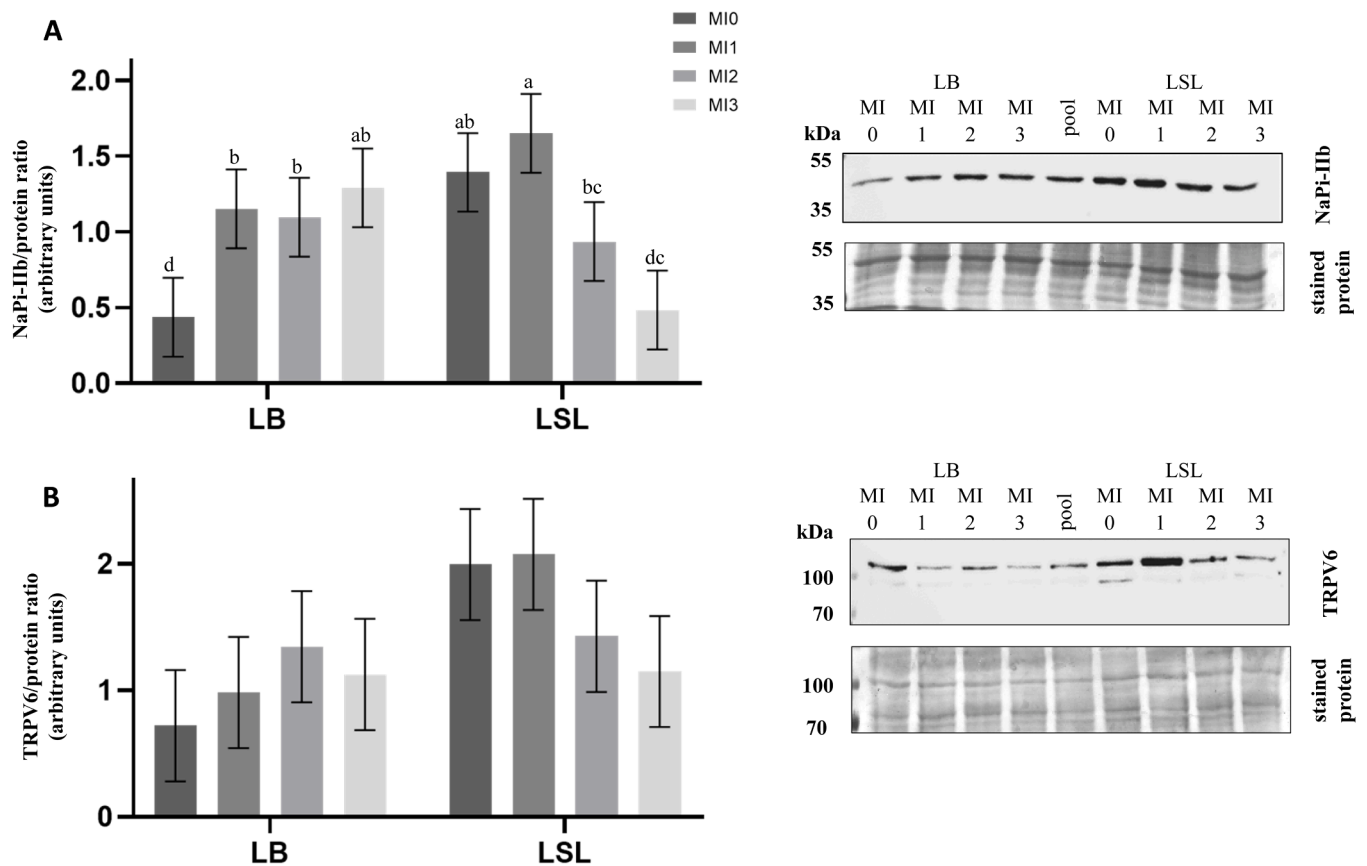 A
MI0
MI1
MI2
MI3
NaPi-IIb/protein ratio
(arbitrary units)
2.0
1.5
1.0
0.5
0.0
d
b
b
ab
ab
a
bc
dc
LB
LSL
LB
LSL
MI MI MI MI pool MI MI MI MI
kDa 0 1 2 3 0 1 2 3
55
35
NaPi-IIb
55
35
stained
protein
B
TRPV6/protein ratio
(arbitrary units)
2
1
0
LB
LSL
LB
LSL
MI MI MI MI pool MI MI MI MI
0 1 2 3 0 1 2 3
kDa
100
70
TRPV6
100
70
stained
protein